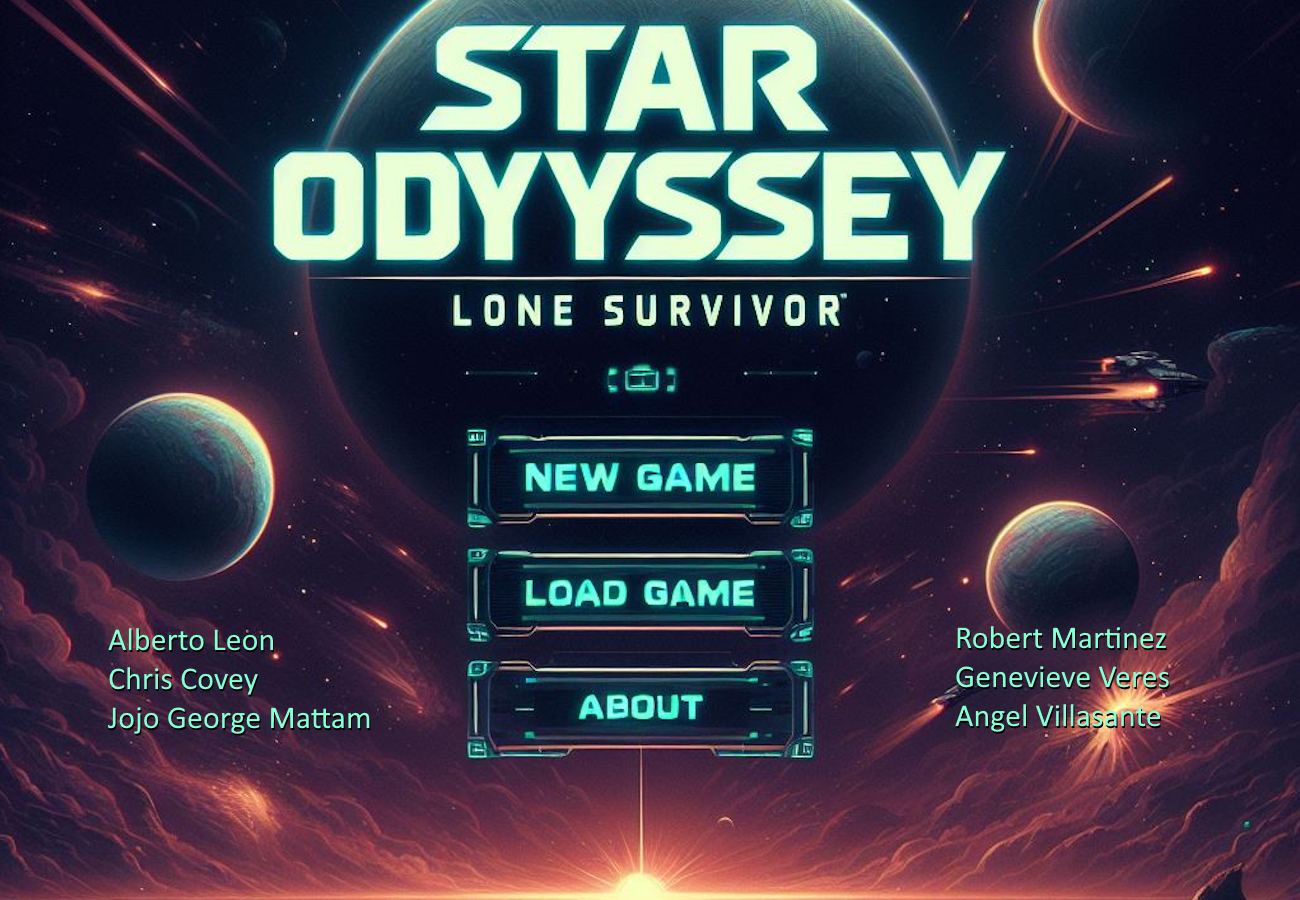 STAR
ODYYSSEY
LONE SURVIVOR
NEW GAME
LOAD GAME
ABOUT
Alberto Leon
Chris Covey
Jojo George Mattam
Robert Martinez
Genevieve Veres
Angel Villasante